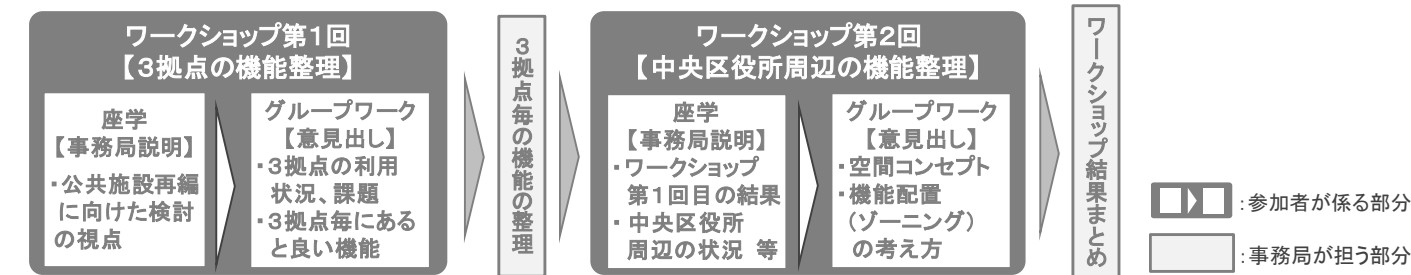 ワークショップ第1回
【3拠点の機能整理】
座学
【事務局説明】
・公共施設再編
に向けた検討
の視点
グループワーク
【意見出し】
・3拠点の利用
状況、課題
・3拠点毎にある
と良い機能
3拠点毎の機能の整理
ワークショップ第2回
【中央区役所周辺の機能整理】
座学
【事務局説明】
・ワークショップ
第1回目の結果
・中央区役所
周辺の状況 等
グループワーク
【意見出し】
・空間コンセプト
・機能配置
(ゾーニング)
の考え方
ワークショップ結果まとめ
:参加者が係る部分
:事務局が担う部分